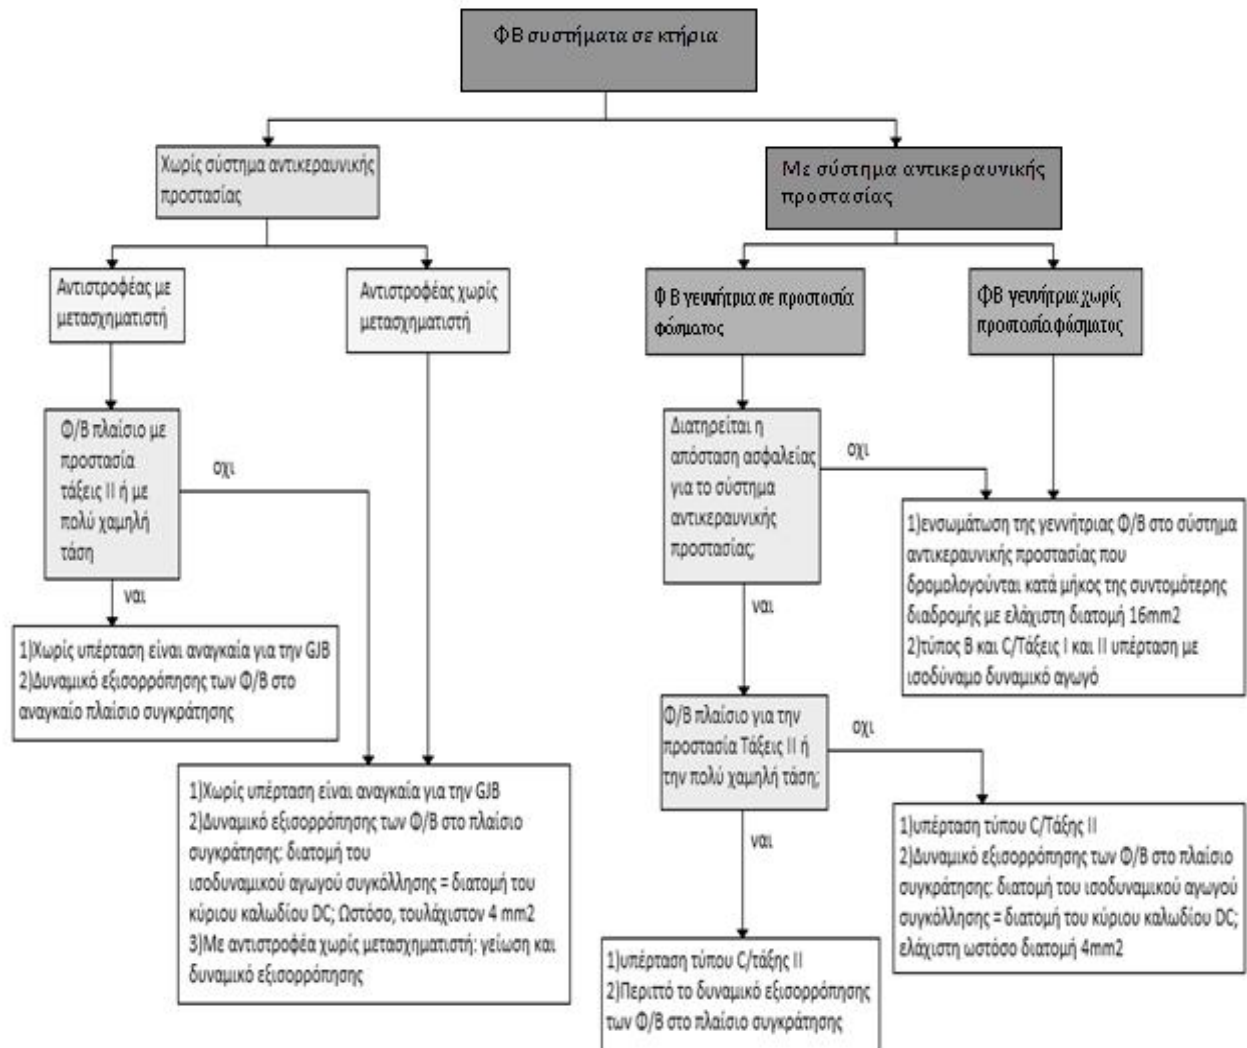 ΦΒ συστήματα σε κτήρια
Χωρίς σύστημα αντικεραυνικής
προστασίας
Με σύστημα αντικεραυνικής
προστασίας
Αντιστροφέας με
μετασχηματιστή
Αντιστροφέας χωρίς
μετασχηματιστή
Φ Β γεννήτρια σε προστοσία
φάσματος
ΦΒ γεννήτρια χωρίς
προστασία φάσματος
Φ/Β πλαίσιο με
προστασία
τάξεις ΙΙ ή με
πολύ χαμηλή
τάση
οχι
ναι
Διατηρείται η
απόσταση ασφαλείας
για το σύστημα
αντικεραυνικής
προστασίας;
οχι
ναι
1)Χωρίς υπέρταση είναι αναγκαία για την GJB
2)Δυναμικό εξισορρόπησης των Φ/Β στο
αναγκαίο πλαίσιο συγκράτησης
1)ενσωμάτωση της γεννήτριας Φ/Β στο σύστημα
αντικεραυνικής προστασίας που
δρομολογούνται κατά μήκος της συντομότερης
διαδρομής με ελάχιστη διατομή 16mm2
2)τύπος Β και C/Τάξεις Ι και ΙΙ υπέρταση με
ισοδύναμο δυναμικό αγωγό
Φ/Β πλαίσιο για την
προστασία Τάξεις ΙΙ ή
την πολύ χαμηλή τάση;
οχι
ναι
1)Χωρίς υπέρταση είναι αναγκαία για την GJB
2)Δυναμικό εξισορρόπησης των Φ/Β στο πλαίσιο
συγκράτησης: διατομή του
ισοδυναμικού αγωγού συγκόλλησης = διατομή του
κύριου καλωδίου DC; Ωστόσο, τουλάχιστον 4 mm2
3)Με αντιστροφέα χωρίς μετασχηματιστή: γείωση και
δυναμικό εξισορρόπησης
1)υπέρταση τύπου C/Τάξης ΙΙ
2)Δυναμικό εξισορρόπησης των Φ/Β στο πλαίσιο
συγκράτησης: διατομή του ισοδυναμικού αγωγού
συγκόλλησης = διατομή του κύριου καλωδίου DC;
ελάχιστη ωστόσο διατομή 4mm2
1)υπέρταση τύπου C/τάξης ΙΙ
2)Περιττό το δυναμικό εξισορρόπησης
των Φ/Β στο πλαίσιο συγκράτησης